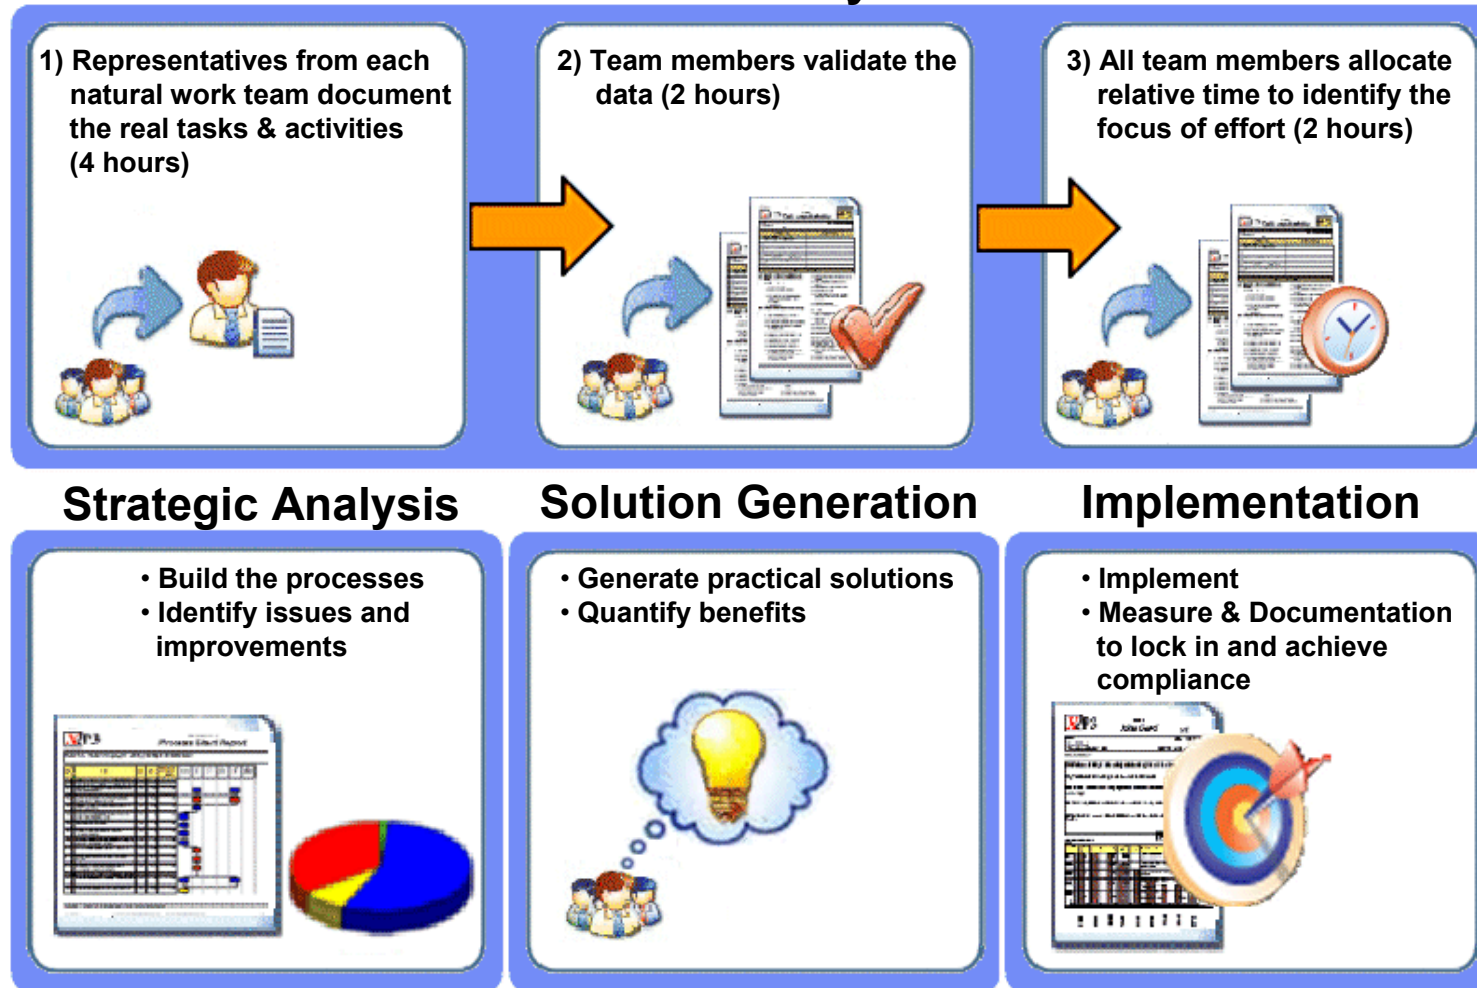 1) Representatives from each
natural work team document
the real tasks & activities
(4 hours)
2) Team members validate the
data (2 hours)
3) All team members allocate
relative time to identify the
focus of effort (2 hours)
Strategic Analysis
• Build the processes
• Identify issues and
improvements
Solution Generation
• Generate practical solutions
• Quantify benefits
Implementation
• Implement
• Measure & Documentation
to lock in and achieve
compliance